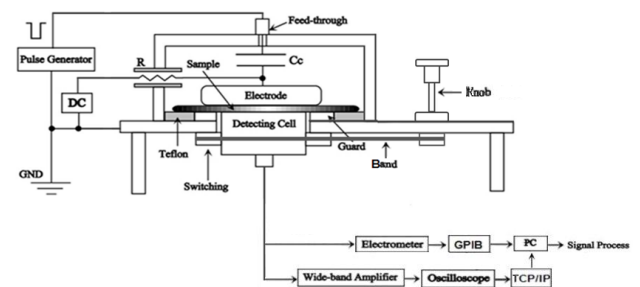 Feed-through
Pulse Generator
R
Sample
Cc
DC
Electrode
Knob
Detecting Cell
Teflon
Guard
Band
GND
Switching
Electrometer
GPIB
PC
Signal Process
Wide-band Amplifier
Oscilloscope
TCP/IP